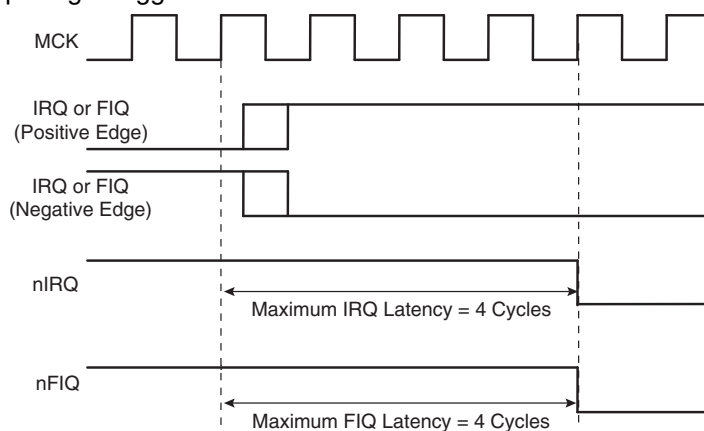 MCK
IRQ or FIQ
(Positive Edge)
IRQ or FIQ
(Negative Edge)
nIRQ
Maximum IRQ Latency = 4 Cycles
nFIQ
Maximum FIQ Latency = 4 Cycles